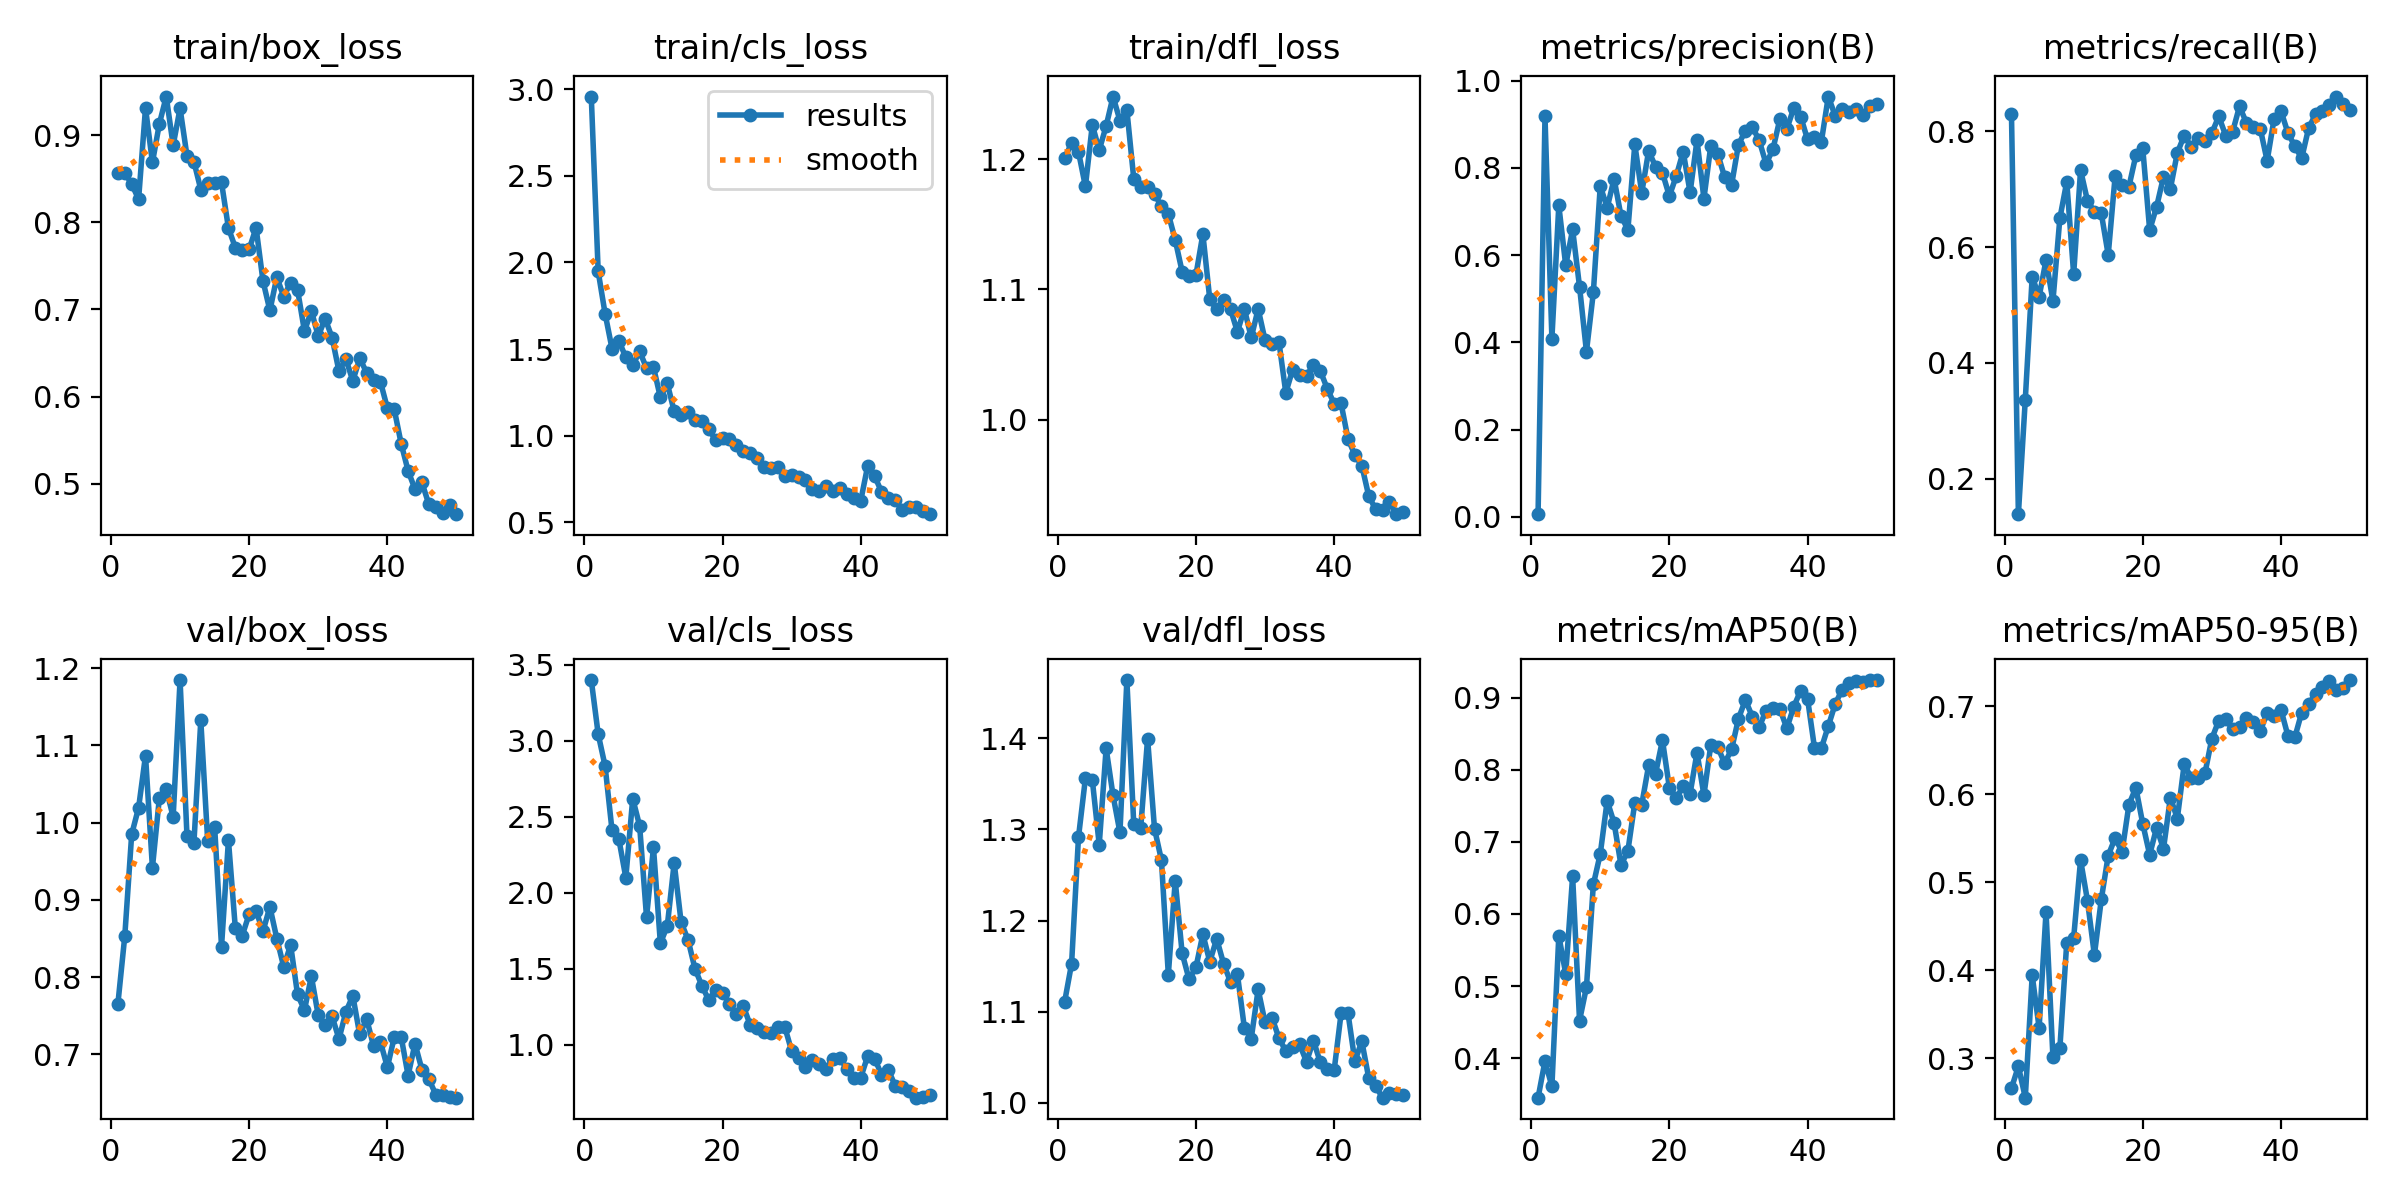 train/box_loss
0.9
0.8
0.7
0.6
0.5
0 20 40
train/cls_loss
results
smooth
3.0
2.5
2.0
1.5
1.0
0.5
0 20 40
train/dfl_loss
1.2
1.1
1.0
0 20 40
metrics/precision(B)
1.0
0.8
0.6
0.4
0.2
0.0
0 20 40
metrics/recall(B)
0.8
0.6
0.4
0.2
0 20 40
val/box_loss
1.2
1.1
1.0
0.9
0.8
0.7
0 20 40
val/cls_loss
3.5
3.0
2.5
2.0
1.5
1.0
0 20 40
val/dfl_loss
1.4
1.3
1.2
1.1
1.0
0 20 40
metrics/mAP50(B)
0.9
0.8
0.7
0.6
0.5
0.4
0 20 40
metrics/mAP50-95(B)
0.7
0.6
0.5
0.4
0.3
0 20 40